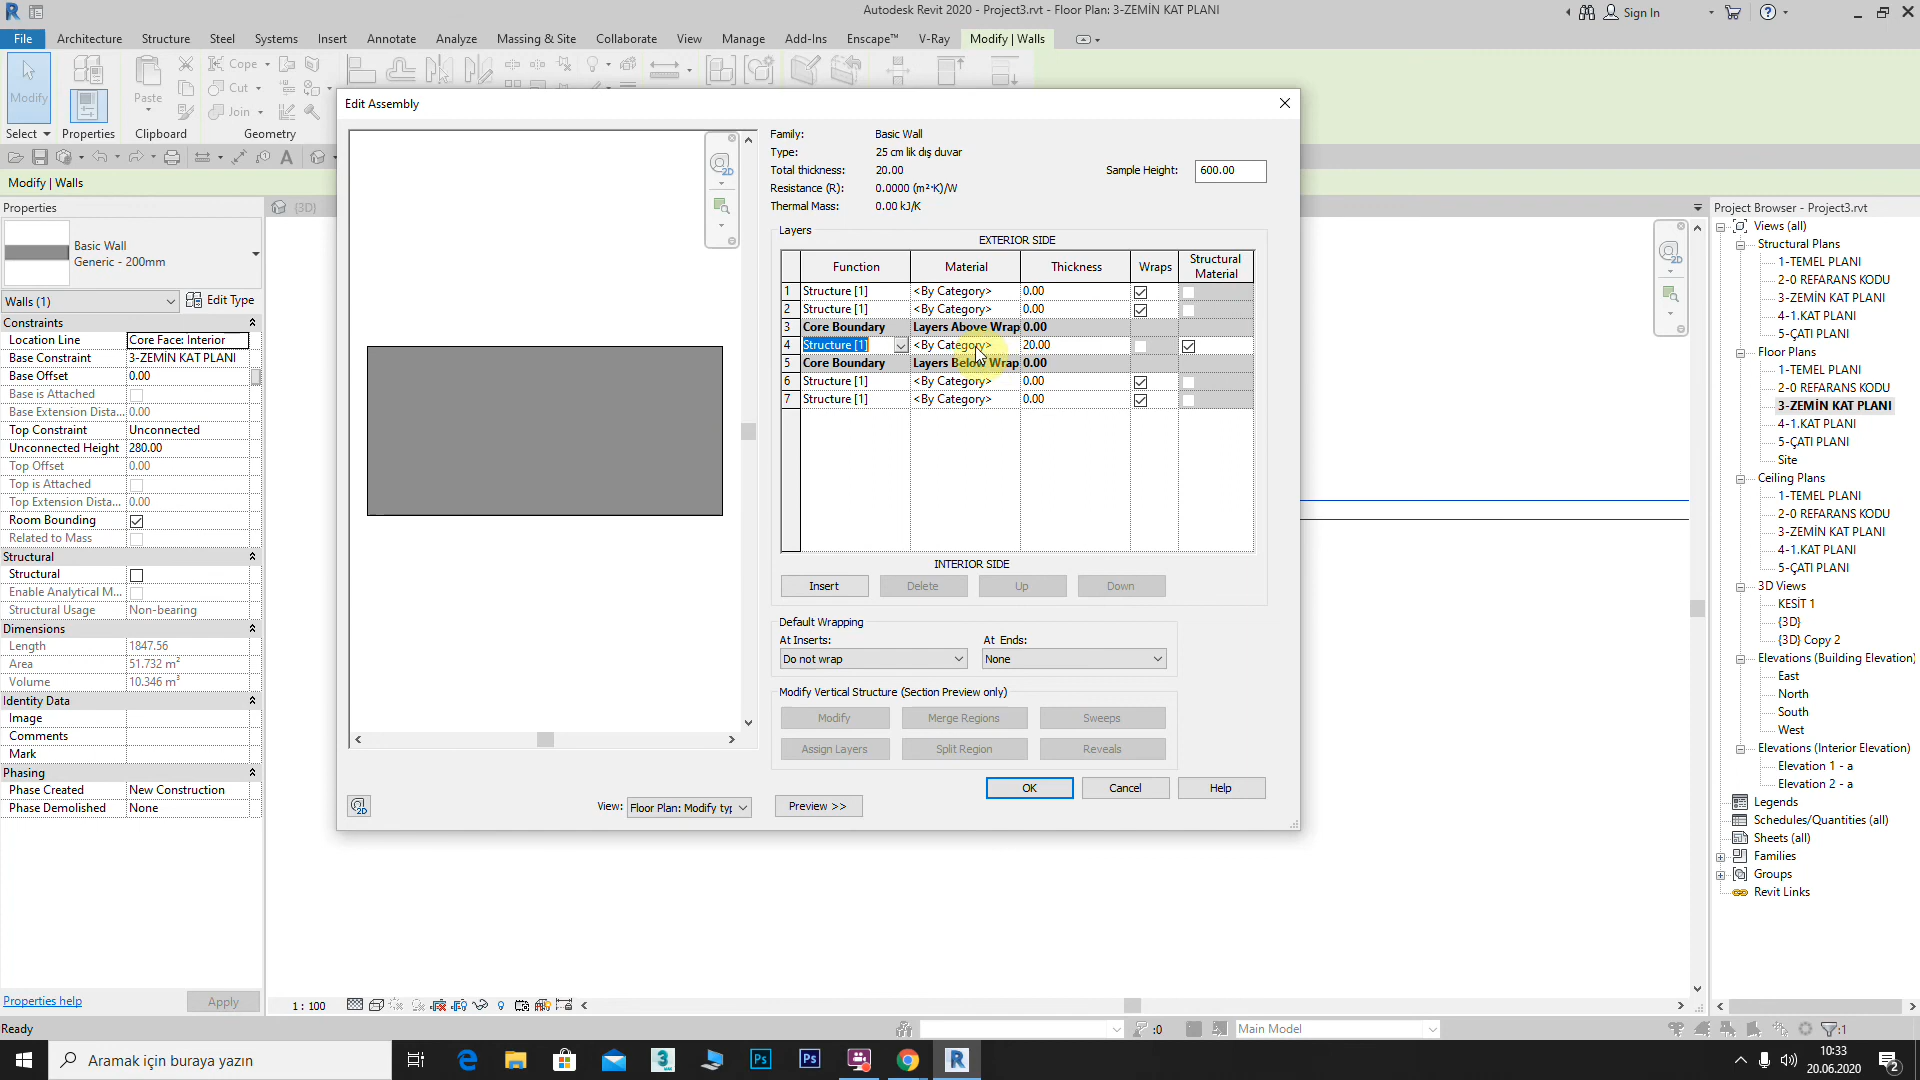 Autodesk Revit 2020 - Project3.rvt - Floor Plan: 3-ZEMİN KAT PLANI
Sign In
File Architecture Structure Steel Systems Insert Annotate Analyze Massing & Site Collaborate View Manage Add-Ins Enscape™ V-Ray Modify | Walls
Modify
Paste
Cope
Cut
Join
Select Properties Clipboard Geometry
Modify | Walls
Properties
Basic Wall
Generic - 200mm
Walls (1) Edit Type
Constraints
Location Line Core Face: Interior
Base Constraint 3-ZEMİN KAT PLANI
Base Offset 0.00
Base is Attached
Base Extension Dista... 0.00
Top Constraint Unconnected
Unconnected Height 280.00
Top Offset 0.00
Top is Attached
Top Extension Dista... 0.00
Room Bounding
Related to Mass
Structural
Structural
Enable Analytical M...
Structural Usage Non-bearing
Dimensions
Length 1847.56
Area 51.732 m²
Volume 10.346 m³
Identity Data
Image
Comments
Mark
Phasing
Phase Created New Construction
Phase Demolished None
Properties help Apply
{3D}
Edit Assembly
Family: Basic Wall
Type: 25 cm lik dış duvar
Total thickness: 20.00
Resistance (R): 0.0000 (m²·K)/W
Thermal Mass: 0.00 kJ/K
Sample Height: 600.00
Layers
EXTERIOR SIDE
Function Material Thickness Wraps Structural Material
1 Structure [1] <By Category> 0.00
2 Structure [1] <By Category> 0.00
3 Core Boundary Layers Above Wrap 0.00
4 Structure [1] <By Category> 20.00
5 Core Boundary Layers Below Wrap 0.00
6 Structure [1] <By Category> 0.00
7 Structure [1] <By Category> 0.00
INTERIOR SIDE
Insert Delete Up Down
Default Wrapping
At Inserts: At Ends:
Do not wrap None
Modify Vertical Structure (Section Preview only)
Modify Merge Regions Sweeps
Assign Layers Split Region Reveals
OK Cancel Help
View: Floor Plan: Modify typ Preview >>
2D
2D
2D
Project Browser - Project3.rvt
Views (all)
Structural Plans
1-TEMEL PLANI
2-0 REFARANS KODU
3-ZEMİN KAT PLANI
4-1.KAT PLANI
5-ÇATI PLANI
Floor Plans
1-TEMEL PLANI
2-0 REFARANS KODU
3-ZEMİN KAT PLANI
4-1.KAT PLANI
5-ÇATI PLANI
Site
Ceiling Plans
1-TEMEL PLANI
2-0 REFARANS KODU
3-ZEMİN KAT PLANI
4-1.KAT PLANI
5-ÇATI PLANI
3D Views
KESİT 1
{3D}
{3D} Copy 2
Elevations (Building Elevation)
East
North
South
West
Elevations (Interior Elevation)
Elevation 1 - a
Elevation 2 - a
Legends
Schedules/Quantities (all)
Sheets (all)
Families
Groups
Revit Links
1 : 100
Ready
:0
Main Model
:1
Aramak için buraya yazın
10:33
20.06.2020
2